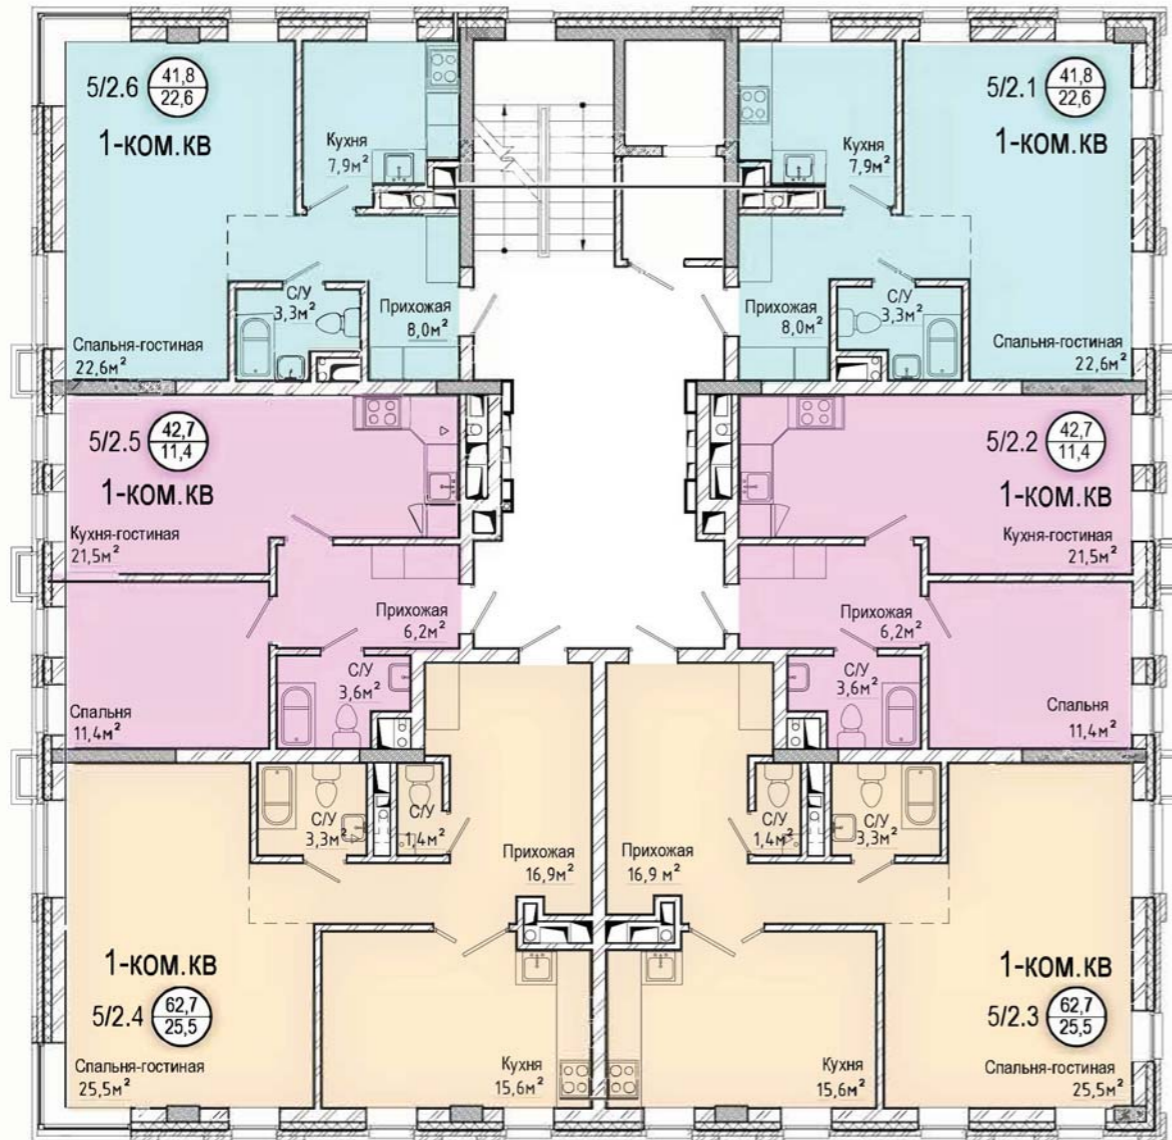 5/2.6
41,8
22,6
1-ком.кв
Кухня
7,9м²
С/У
3,3м²
Прихожая
8,0м²
Спальня-гостиная
22,6м²
5/2.1
41,8
22,6
1-ком.кв
Кухня
7,9м²
С/У
3,3м²
Прихожая
8,0м²
Спальня-гостиная
22,6м²
5/2.5
42,7
11,4
1-ком.кв
Кухня-гостиная
21,5м²
Прихожая
6,2м²
С/У
3,6м²
Спальня
11,4м²
5/2.2
42,7
11,4
1-ком.кв
Кухня-гостиная
21,5м²
Прихожая
6,2м²
С/У
3,6м²
Спальня
11,4м²
С/У
3,3м²
С/У
1,4м²
Прихожая
16,9м²
1-ком.кв
5/2.4
62,7
25,5
Спальня-гостиная
25,5м²
Кухня
15,6м²
С/У
1,4м²
С/У
3,3м²
Прихожая
16,9 м²
1-ком.кв
5/2.3
62,7
25,5
Кухня
15,6м²
Спальня-гостиная
25,5м²